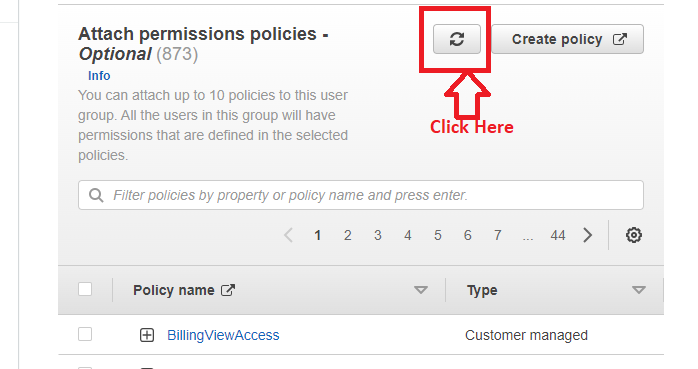 Attach permissions policies -
Optional (873)
Info
Create policy
You can attach up to 10 policies to this user
group. All the users in this group will have
permissions that are defined in the selected
policies.
Click Here
Filter policies by property or policy name and press enter.
1 2 3 4 5 6 7 ... 44
Policy name Type
BillingViewAccess Customer managed